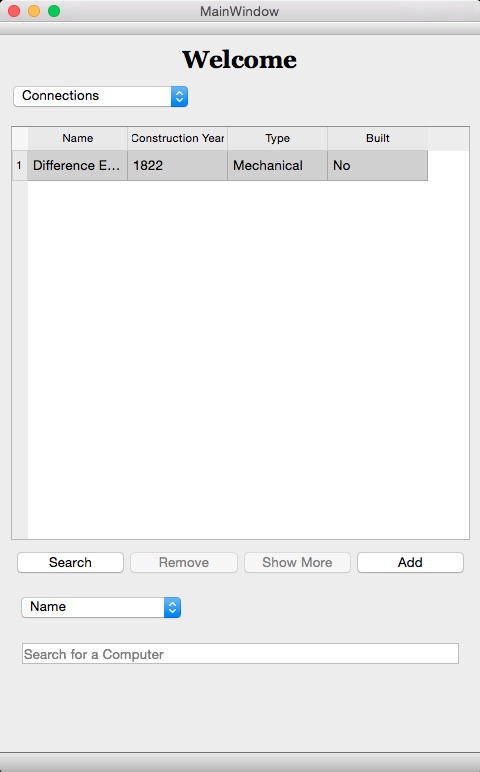 MainWindow
Welcome
Connections
Name Construction Year Type Built
1 Difference E... 1822 Mechanical No
Search Remove Show More Add
Name
Search for a Computer